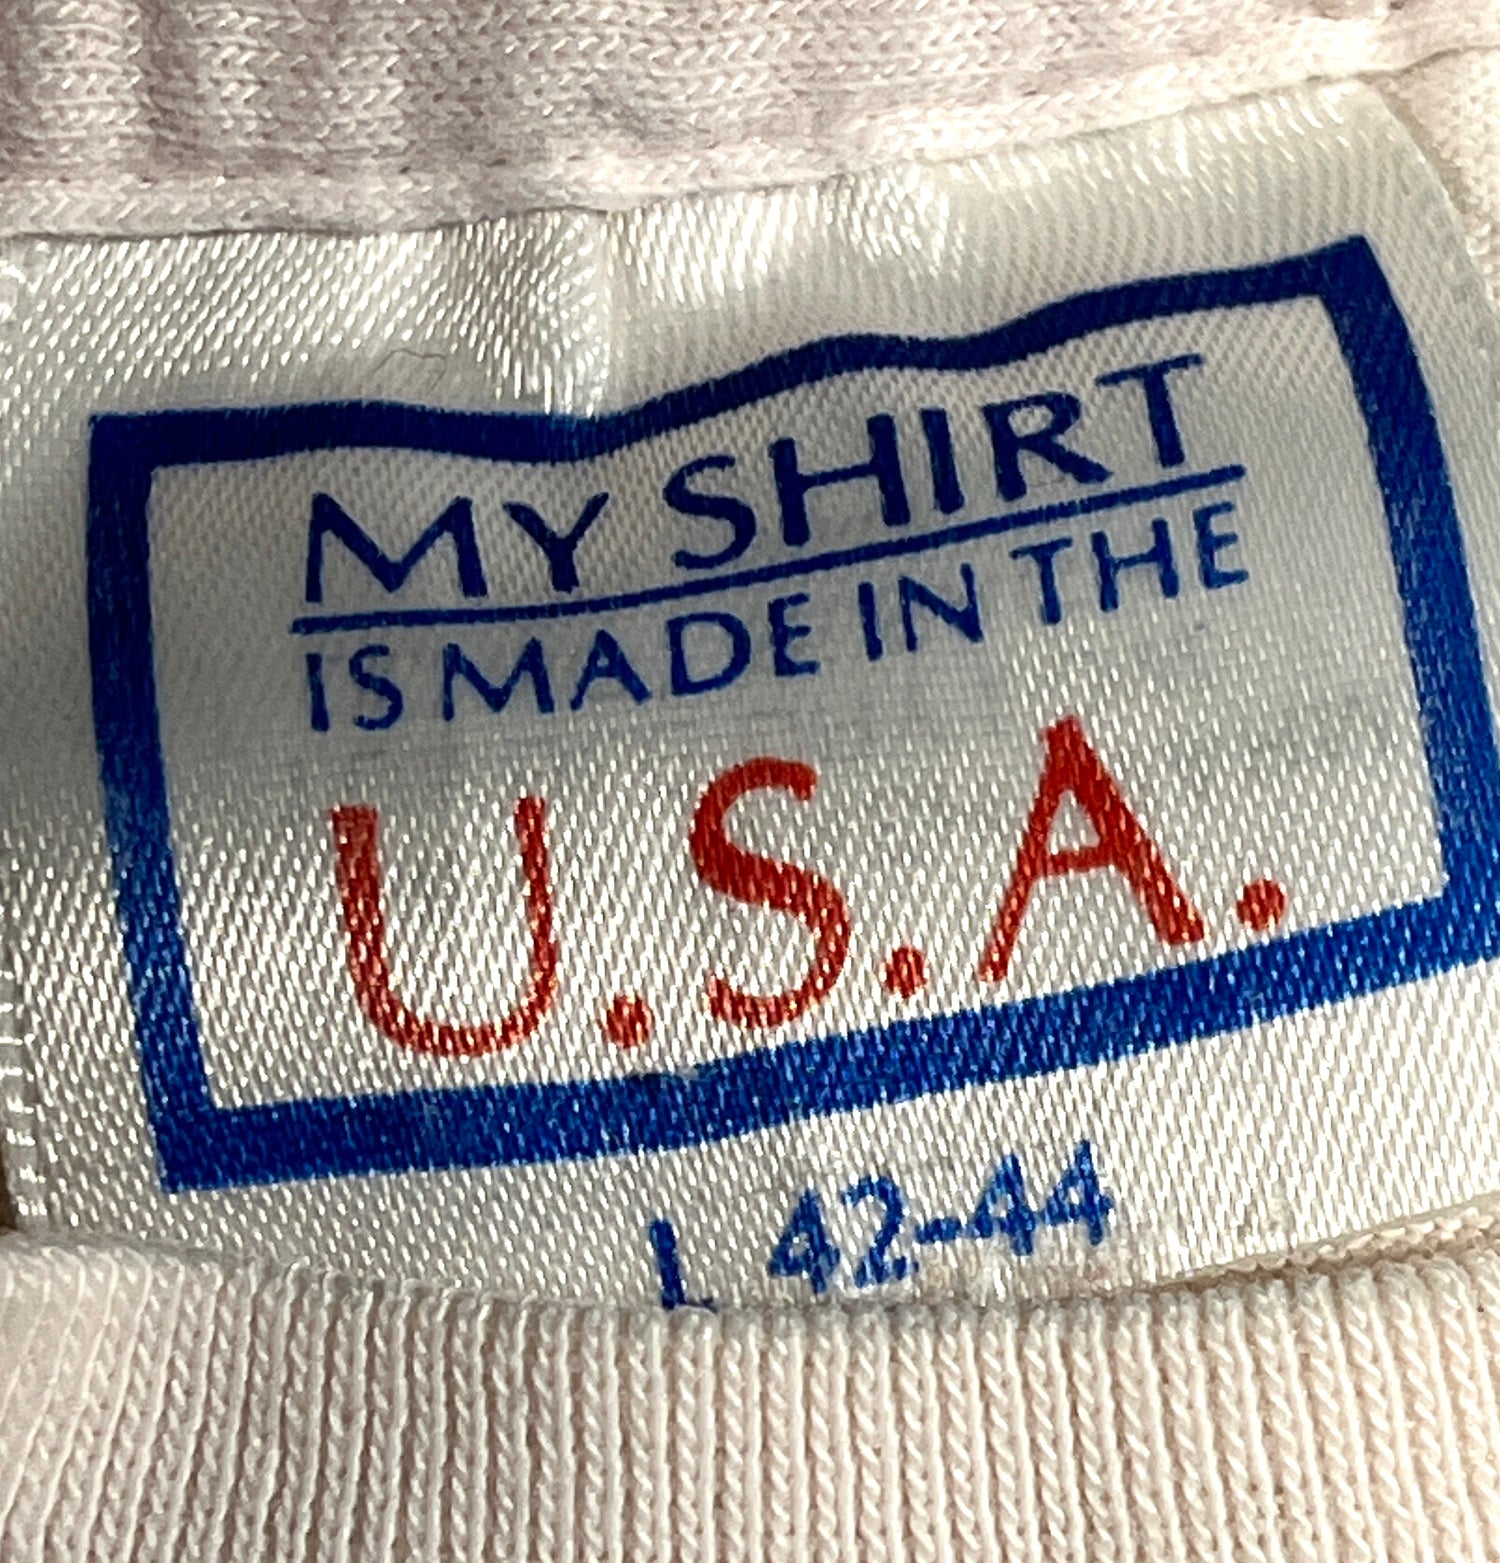 MY SHIRT
IS MADE IN THE
U.S.A.
L 42-44